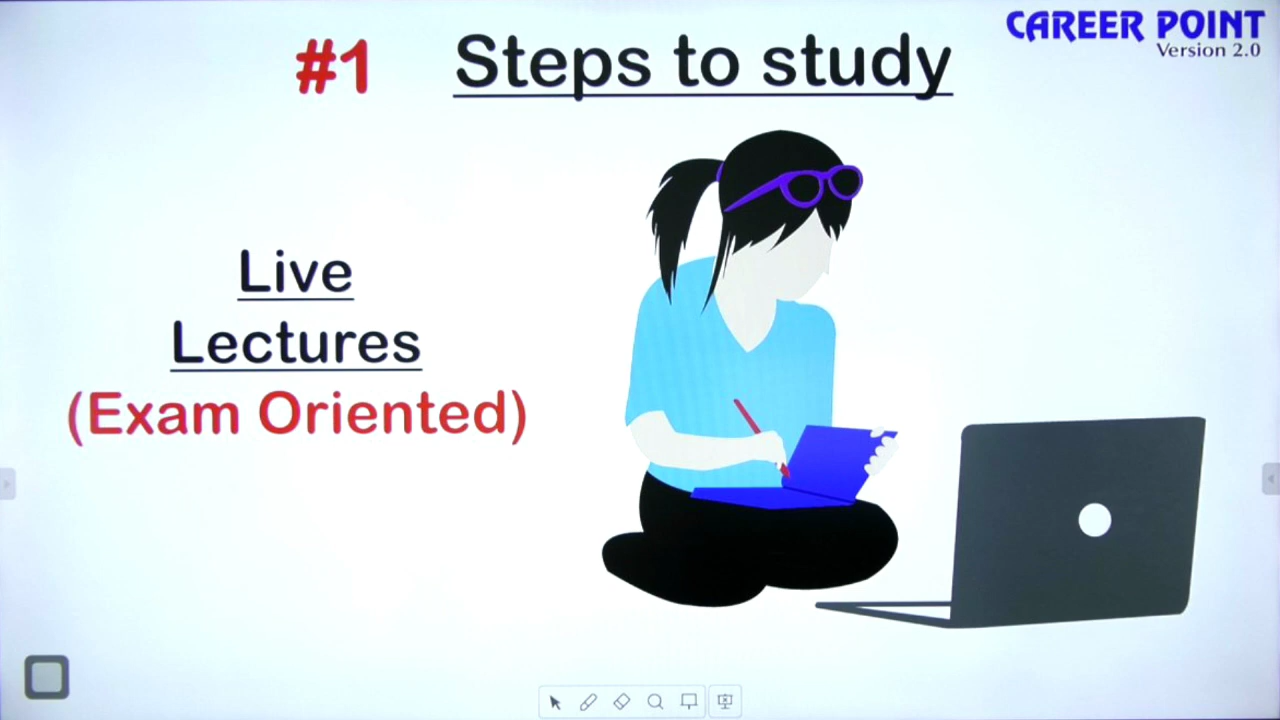 CAREER POINT
Version 2.0
#1 Steps to study
Live
Lectures
(Exam Oriented)